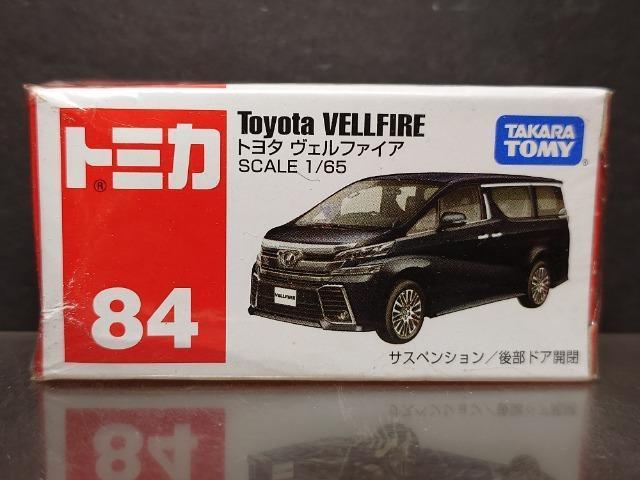 トミカ
®
84
Toyota VELLFIRE
トヨタ ヴェルファイア
SCALE 1/65
TAKARA
TOMY
®
VELLFIRE
サスペンション/後部ドア開閉